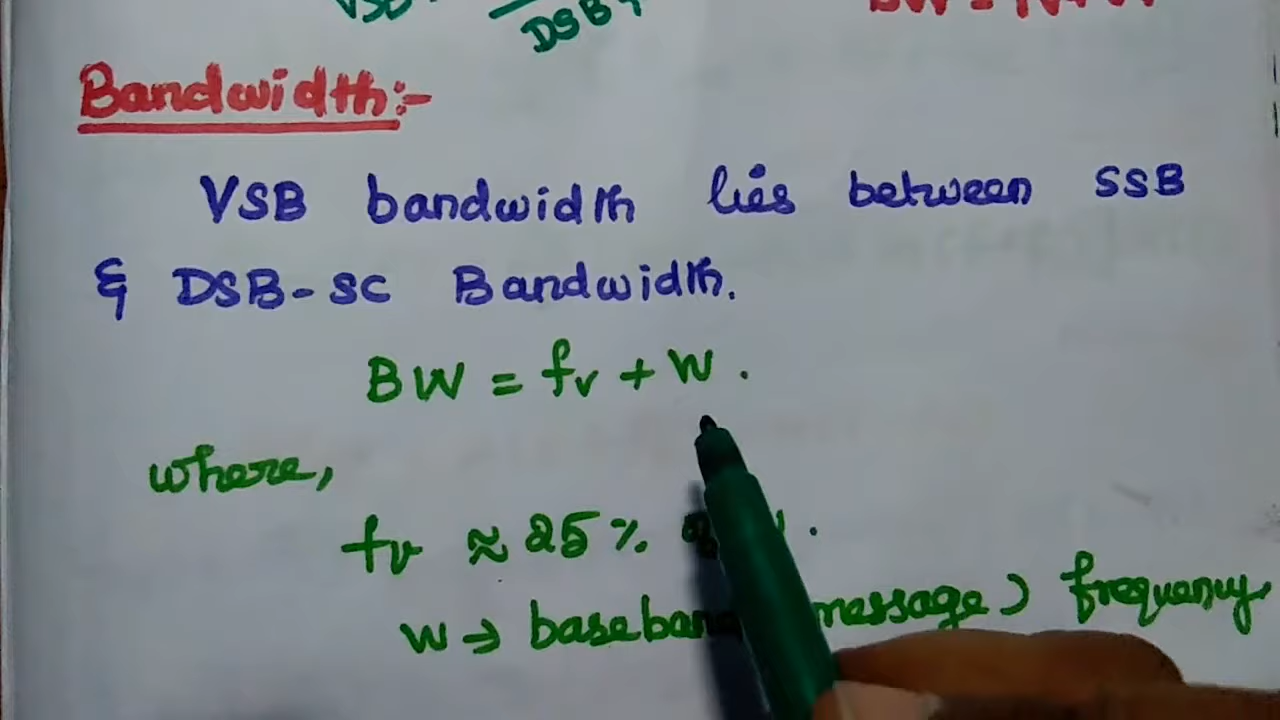 DSB
Bandwidth:-
VSB bandwidth lies between SSB
& DSB-SC Bandwidth.
BW = fv + W.
where,
fv ≈ 25%
W → baseband message) frequency